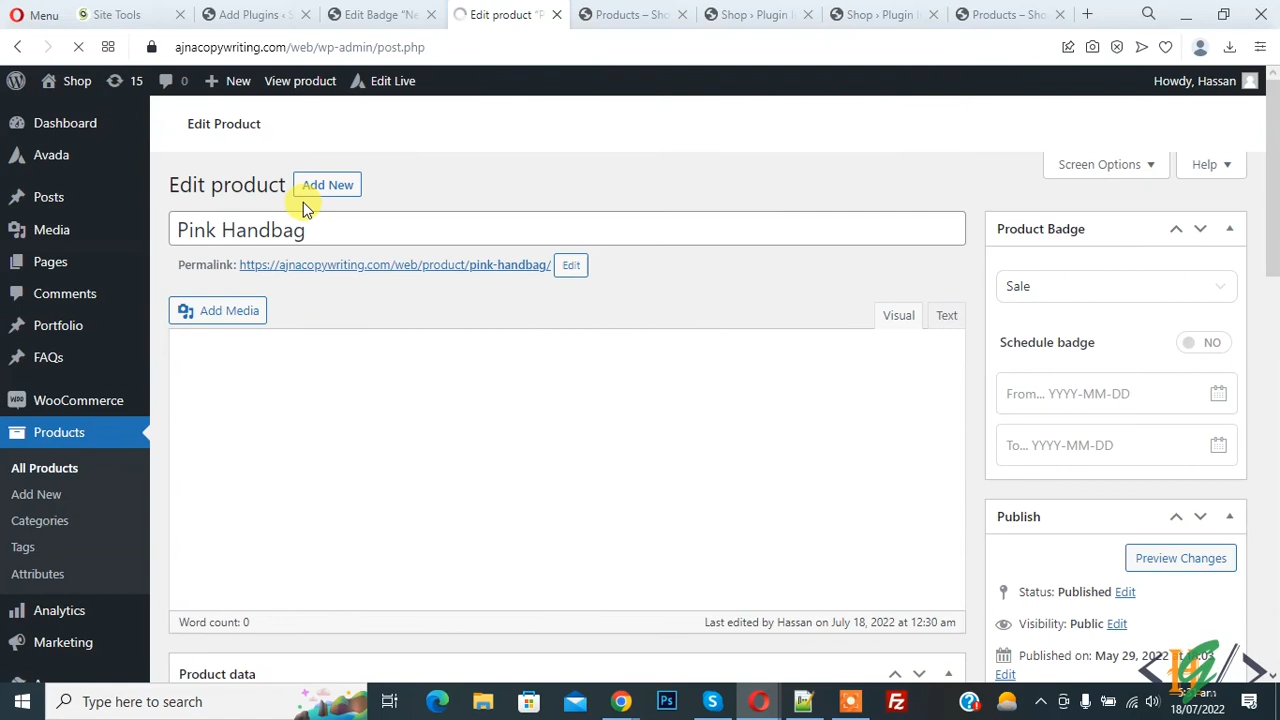 Menu
Site Tools
Add Plugins ‹ S
Edit Badge "Ne
Edit product "P
Products – Sho
Shop › Plugin I
Shop › Plugin I
Products – Sho
ajnacopywriting.com/web/wp-admin/post.php
Shop 15 0 New View product Edit Live Howdy, Hassan
Dashboard
Avada
Posts
Media
Pages
Comments
Portfolio
FAQs
WooCommerce
Products
All Products
Add New
Categories
Tags
Attributes
Analytics
Marketing
Edit Product
Screen Options Help
Edit product Add New
Pink Handbag
Permalink: https://ajnacopywriting.com/web/product/pink-handbag/ Edit
Add Media
Visual Text
Word count: 0 Last edited by Hassan on July 18, 2022 at 12:30 am
Product data
Product Badge
Sale
Schedule badge NO
From... YYYY-MM-DD
To... YYYY-MM-DD
Publish
Preview Changes
Status: Published Edit
Visibility: Public Edit
Published on: May 29, 2022
Edit
Type here to search
18/07/2022